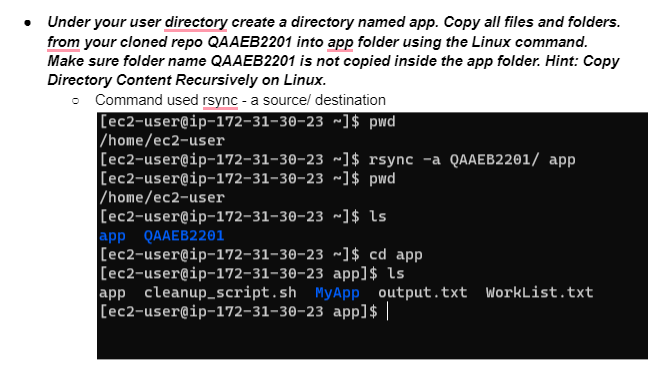 ● Under your user directory create a directory named app. Copy all files and folders.
from your cloned repo QAAEB2201 into app folder using the Linux command.
Make sure folder name QAAEB2201 is not copied inside the app folder. Hint: Copy
Directory Content Recursively on Linux.
○ Command used rsync - a source/ destination
[ec2-user@ip-172-31-30-23 ~]$ pwd
/home/ec2-user
[ec2-user@ip-172-31-30-23 ~]$ rsync -a QAAEB2201/ app
[ec2-user@ip-172-31-30-23 ~]$ pwd
/home/ec2-user
[ec2-user@ip-172-31-30-23 ~]$ ls
app QAAEB2201
[ec2-user@ip-172-31-30-23 ~]$ cd app
[ec2-user@ip-172-31-30-23 app]$ ls
app cleanup_script.sh MyApp output.txt WorkList.txt
[ec2-user@ip-172-31-30-23 app]$